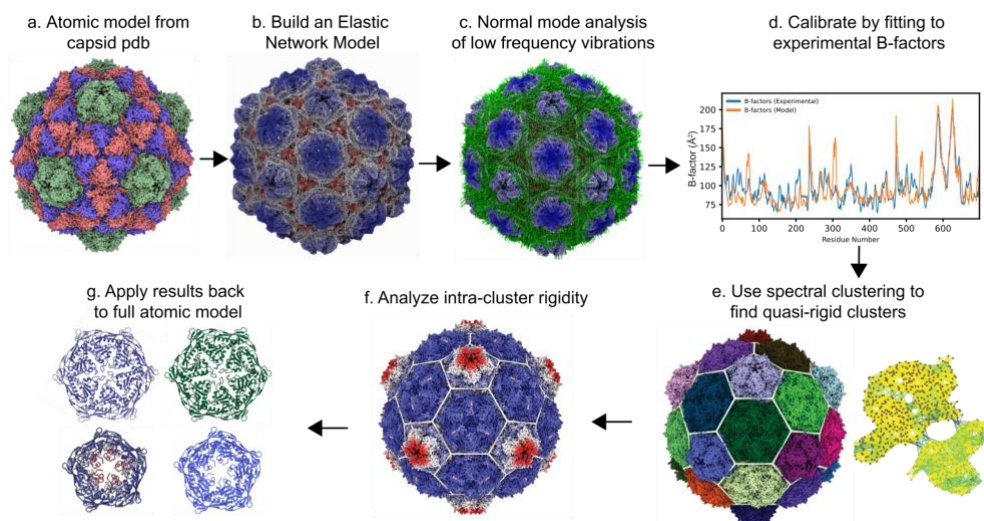 a. Atomic model from
capsid pdb
b. Build an Elastic
Network Model
c. Normal mode analysis
of low frequency vibrations
d. Calibrate by fitting to
experimental B-factors
B-factors (Experimental)
B-factors (Model)
B-factor (Å²)
200
175
150
125
100
75
0 100 200 300 400 500 600
Residue Number
g. Apply results back
to full atomic model
f. Analyze intra-cluster rigidity
e. Use spectral clustering to
find quasi-rigid clusters